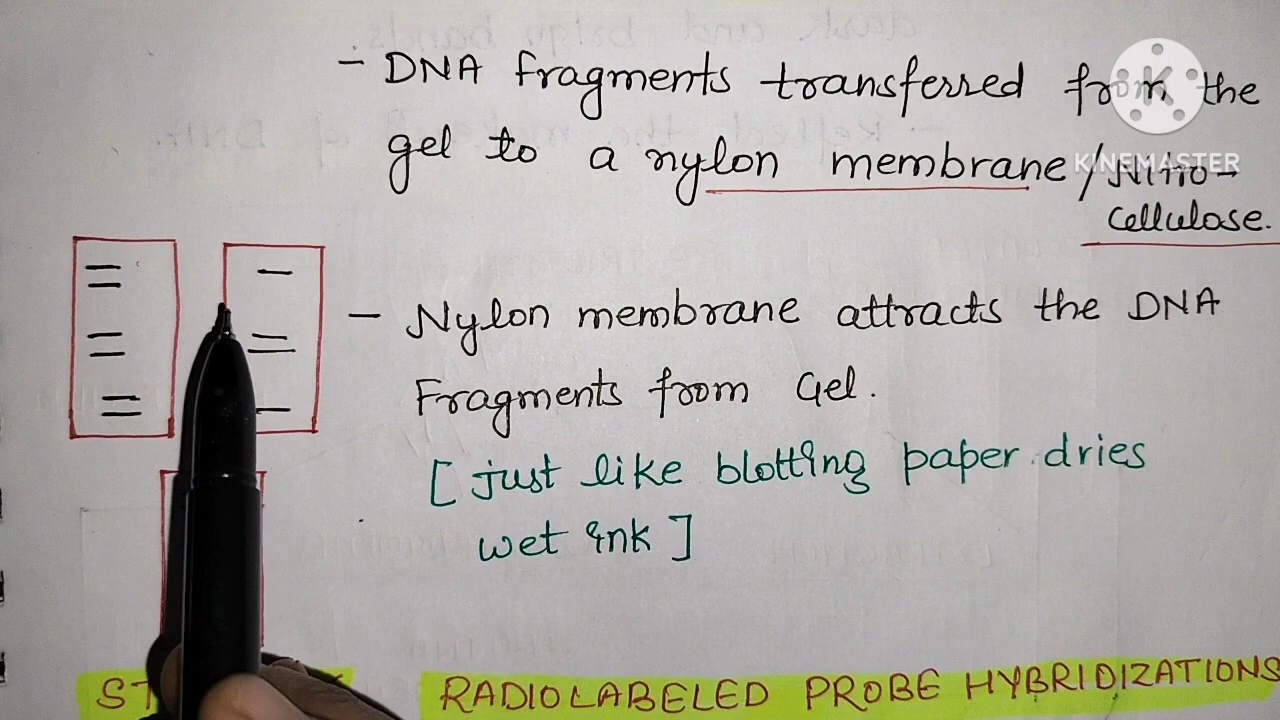 - DNA fragments transferred from the
gel to a nylon membrane/Nitro-
cellulose.
- Nylon membrane attracts the DNA
Fragments from Gel.
[just like blotting paper dries
wet ink]
RADIOLABELED PROBE HYBRIDIZATIONS
K
KINEMASTER